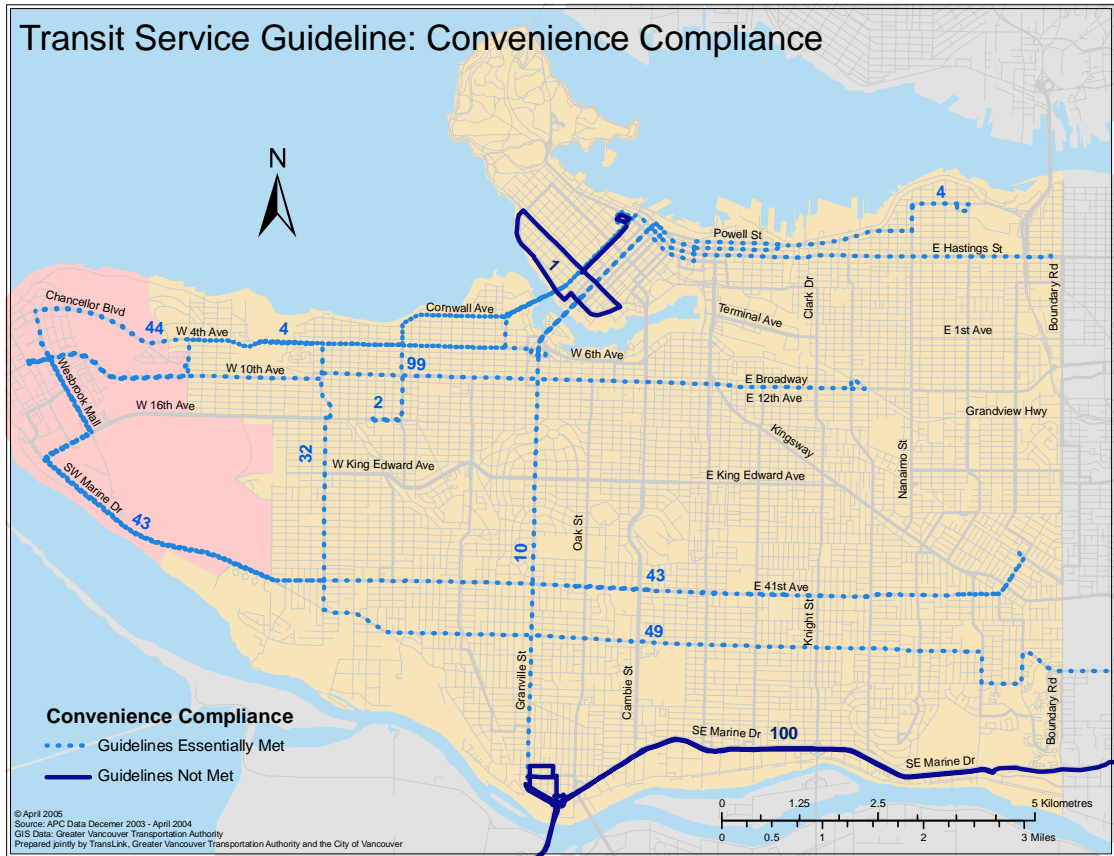 Transit Service Guideline: Convenience Compliance
N
4
Powell St
E Hastings St
1
Boundary Rd
Clark Dr
Chancellor Blvd
Cornwall Ave
Terminal Ave
44
W 4th Ave
4
E 1st Ave
W 6th Ave
99
W 10th Ave
E Broadway
Wesbrook Mall
2
E 12th Ave
W 16th Ave
Grandview Hwy
Kingsway
32
Nanaimo St
W King Edward Ave
E King Edward Ave
SW Marine Dr
43
Oak St
10
43
E 41st Ave
Knight St
49
Granville St
Cambie St
Boundary Rd
Convenience Compliance
SE Marine Dr
100
Guidelines Essentially Met
SE Marine Dr
Guidelines Not Met
0
1.25
2.5
5 Kilometres
0
0.5
1
2
3 Miles
© April 2005
Source: APC Data Decemer 2003 - April 2004
GIS Data: Greater Vancouver Transportation Authority
Prepared jointly by TransLink, Greater Vancouver Transportation Authority and the City of Vancouver